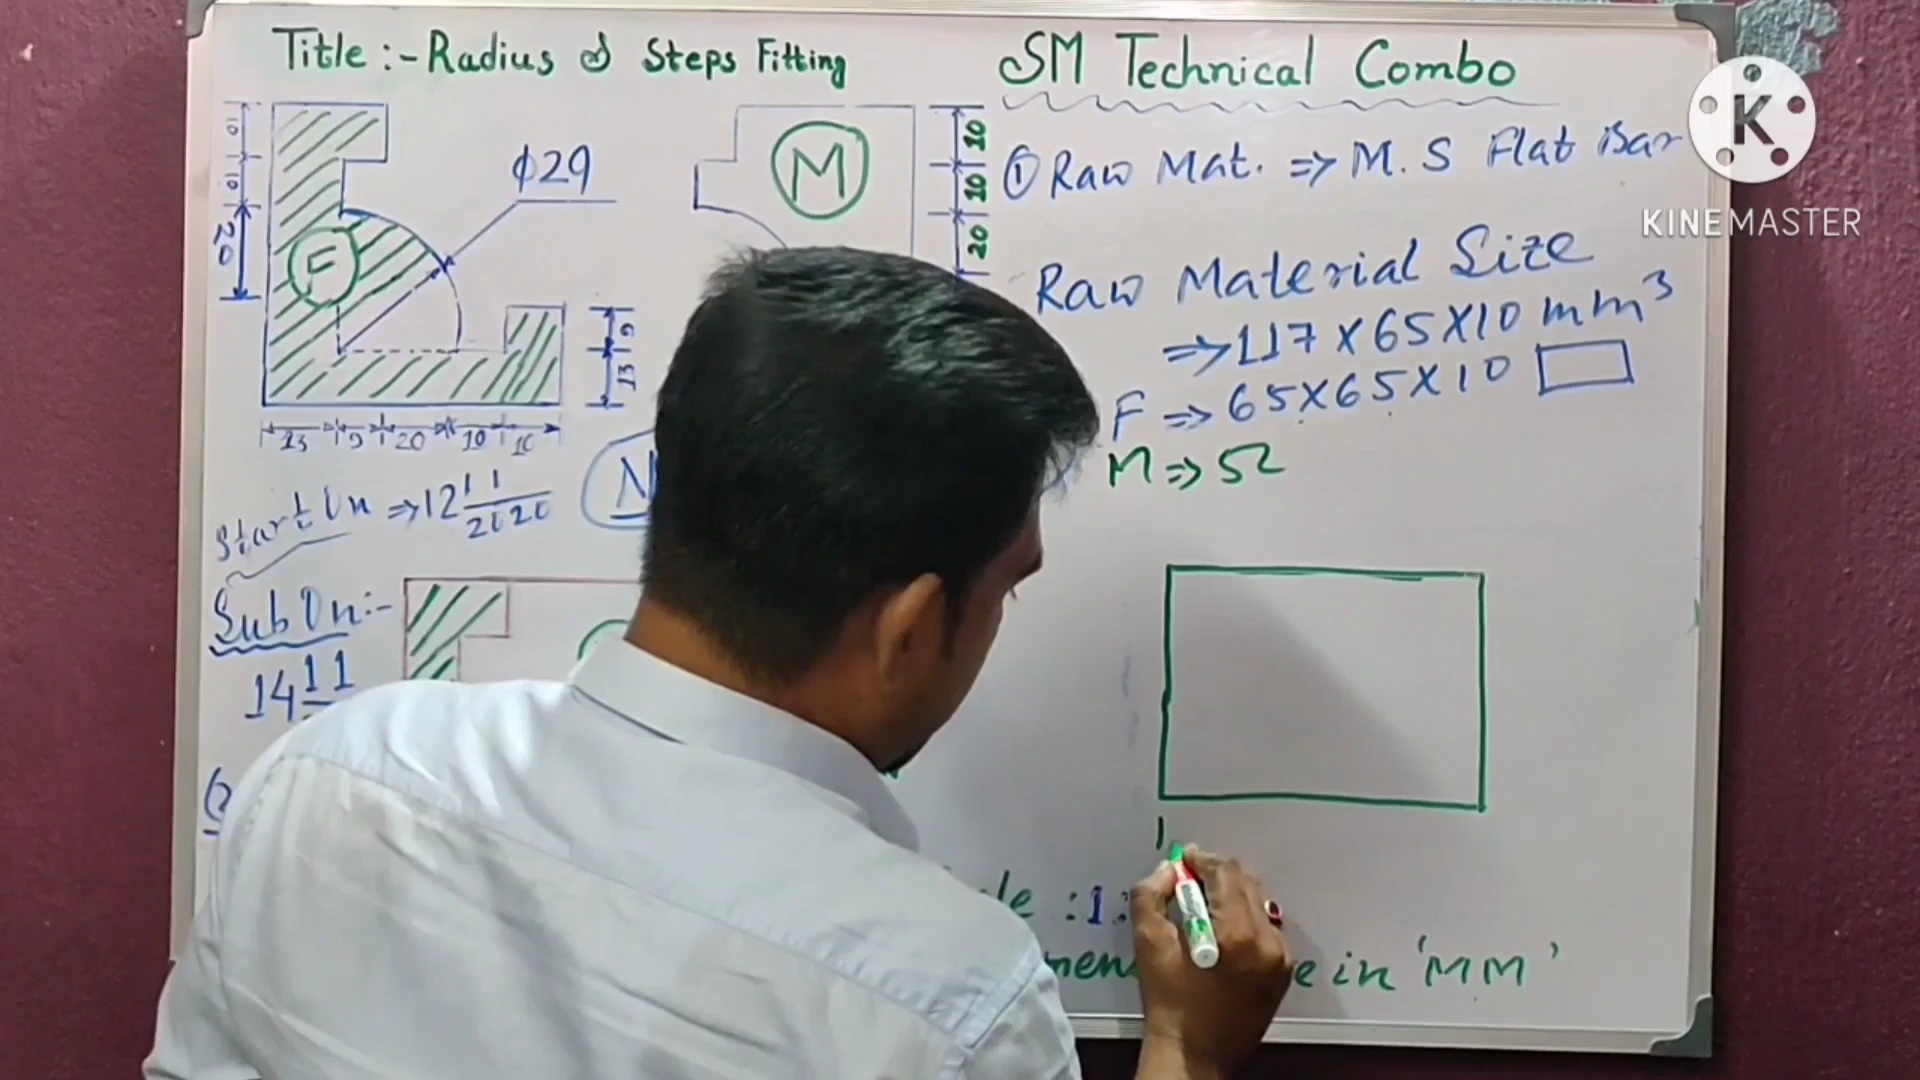 Title :- Radius & Steps Fitting
SM Technical Combo
K
KINEMASTER
① Raw Mat. => M. S Flat Bar
Raw Material Size
=> 117 X 65 X 10 mm³
F => 65 X 65 X 10
M => 52
10
10
20
F
ϕ29
9
13
13 9 20 10 10
M
10
10
20
Start On => 12 11
2020
N
Sub On :-
14 11
:1:
in 'MM'